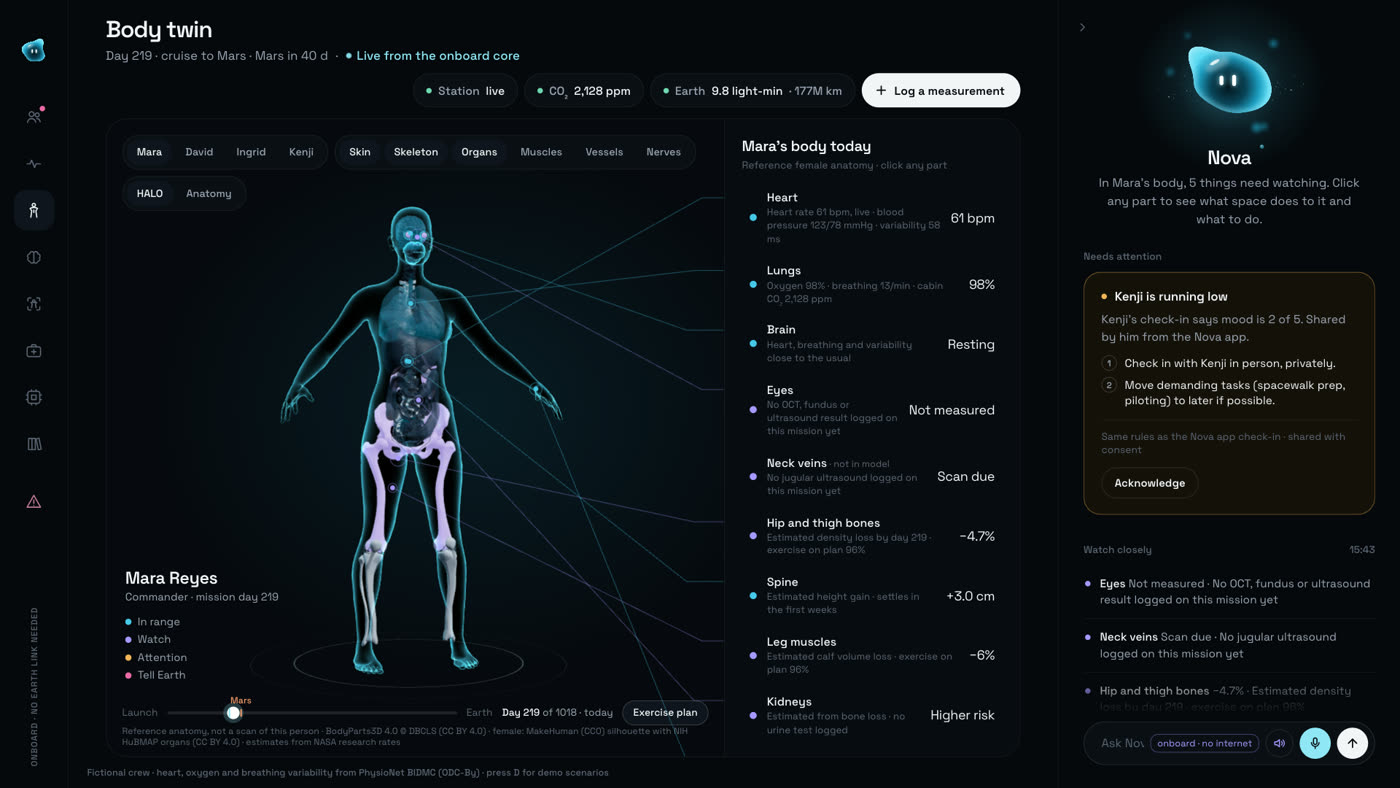 Body twin
Day 219 · cruise to Mars · Mars in 40 d · Live from the onboard core
Station live
CO₂ 2,128 ppm
Earth 9.8 light-min · 177M km
+ Log a measurement
Mara David Ingrid Kenji
Skin Skeleton Organs Muscles Vessels Nerves
HALO Anatomy
Mara Reyes
Commander · mission day 219
In range
Watch
Attention
Tell Earth
Mars
Launch
Earth
Day 219 of 1018 · today
Exercise plan
Reference anatomy, not a scan of this person · BodyParts3D 4.0 © DBCLS (CC BY 4.0) · female: MakeHuman (CC0) silhouette with NIH
HuBMAP organs (CC BY 4.0) · estimates from NASA research rates
Mara's body today
Reference female anatomy · click any part
Heart
Heart rate 61 bpm, live · blood
pressure 123/78 mmHg · variability 58
ms
61 bpm
Lungs
Oxygen 98% · breathing 13/min · cabin
CO₂ 2,128 ppm
98%
Brain
Heart, breathing and variability
close to the usual
Resting
Eyes
No OCT, fundus or
ultrasound result logged on
this mission yet
Not measured
Neck veins · not in model
No jugular ultrasound logged on
this mission yet
Scan due
Hip and thigh bones
Estimated density loss by day 219 ·
exercise on plan 96%
−4.7%
Spine
Estimated height gain · settles in
the first weeks
+3.0 cm
Leg muscles
Estimated calf volume loss · exercise on
plan 96%
−6%
Kidneys
Estimated from bone loss · no
urine test logged
Higher risk
Fictional crew · heart, oxygen and breathing variability from PhysioNet BIDMC (ODC-By) · press D for demo scenarios
ONBOARD · NO EARTH LINK NEEDED
Nova
In Mara's body, 5 things need watching. Click
any part to see what space does to it and
what to do.
Needs attention
Kenji is running low
Kenji's check-in says mood is 2 of 5. Shared
by him from the Nova app.
1 Check in with Kenji in person, privately.
2 Move demanding tasks (spacewalk prep,
piloting) to later if possible.
Same rules as the Nova app check-in · shared with
consent
Acknowledge
Watch closely 15:43
Eyes Not measured · No OCT, fundus or ultrasound
result logged on this mission yet
Neck veins Scan due · No jugular ultrasound
logged on this mission yet
Hip and thigh bones −4.7% · Estimated density
loss by day 219 · exercise on plan 96%
Ask Nov
onboard · no internet